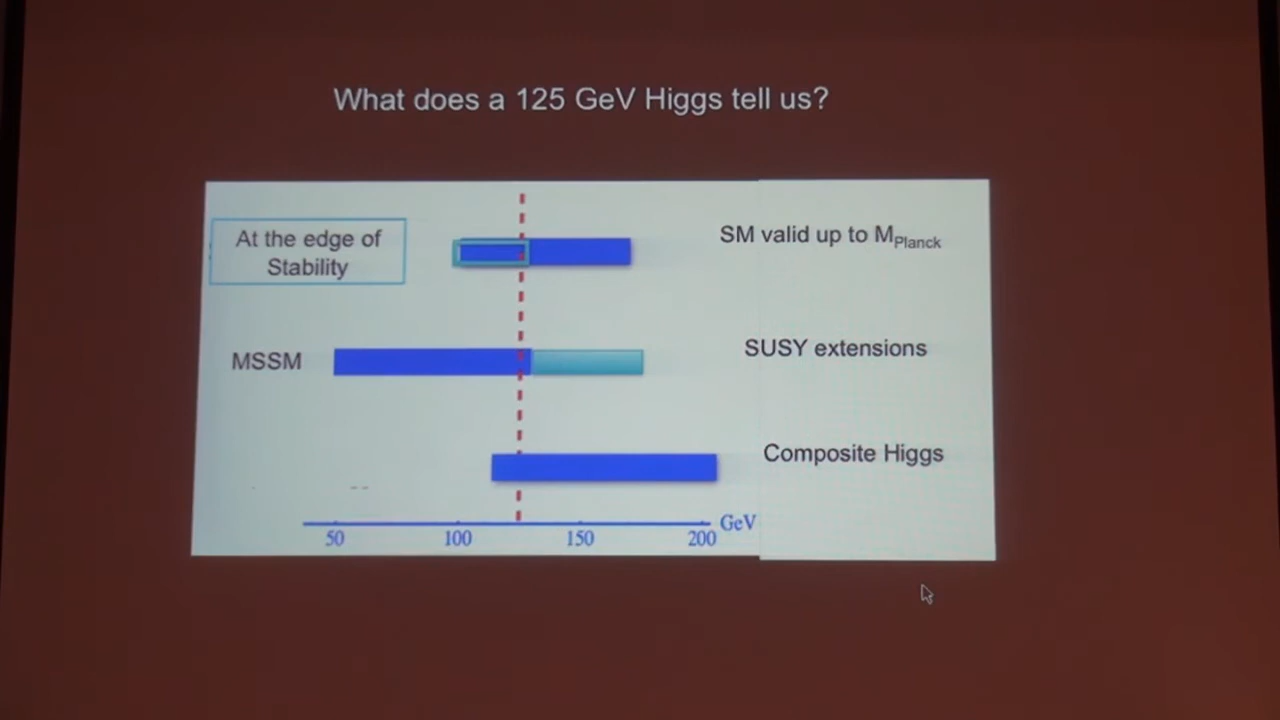 What does a 125 GeV Higgs tell us?
At the edge of
Stability
SM valid up to MPlanck
MSSM
SUSY extensions
Composite Higgs
GeV
50
100
150
200